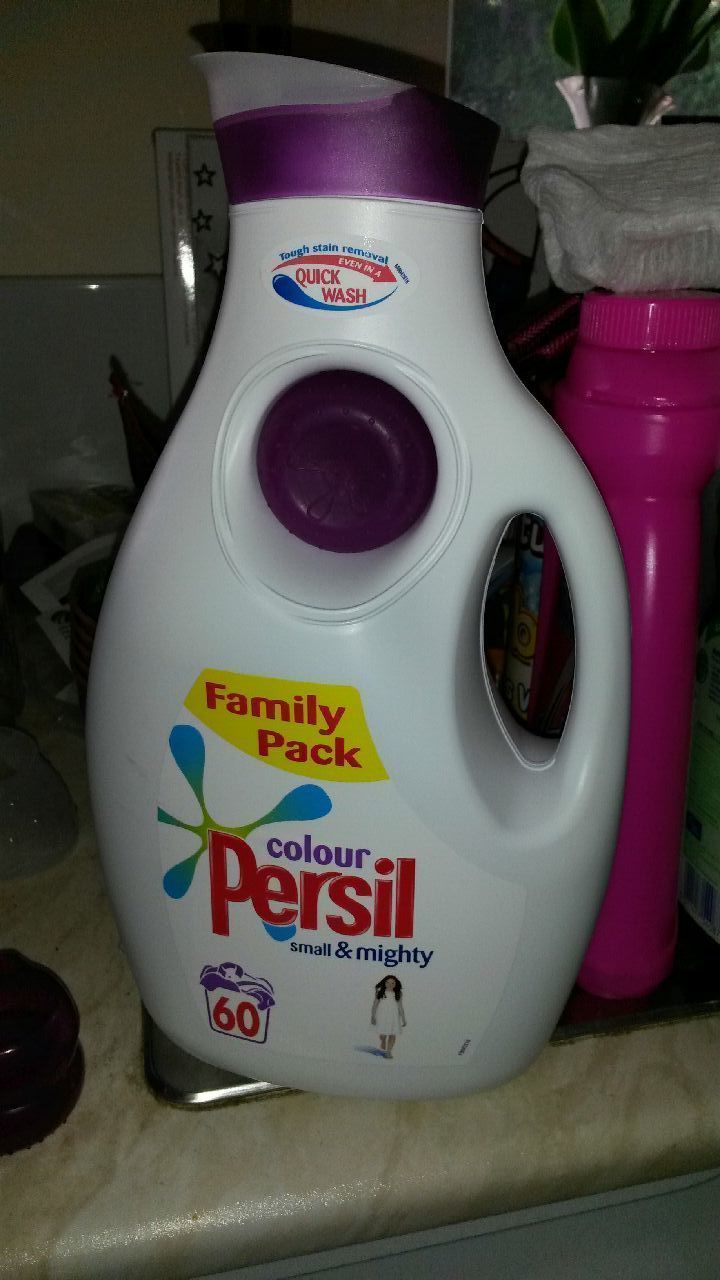 Tough stain removal
EVEN IN A
QUICK
WASH
Family
Pack
colour
Persil
small & mighty
60